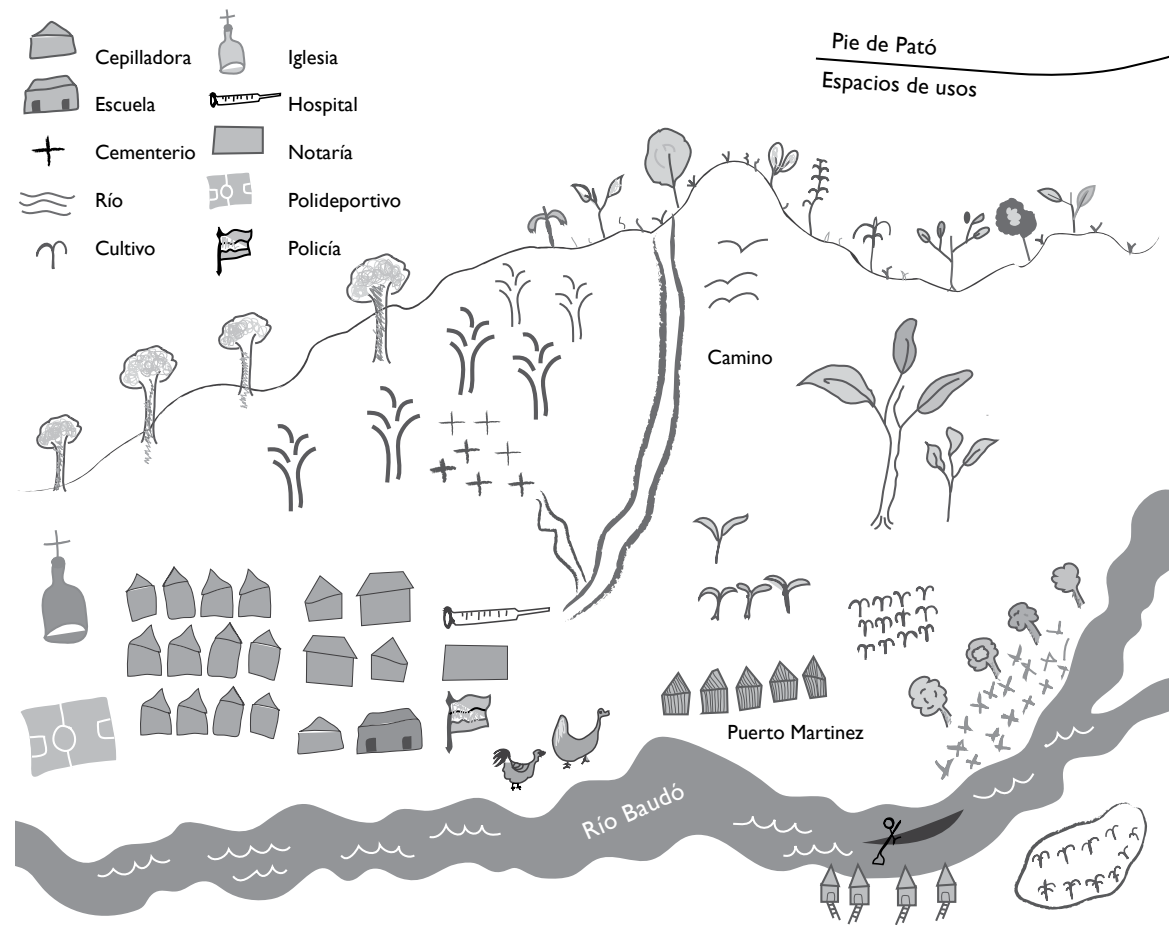 Cepilladora
Iglesia
Escuela
Hospital
Cementerio
Notaría
Río
Polideportivo
Cultivo
Policía
Pie de Pató
Espacios de usos
Camino
Puerto Martinez
Río Baudó